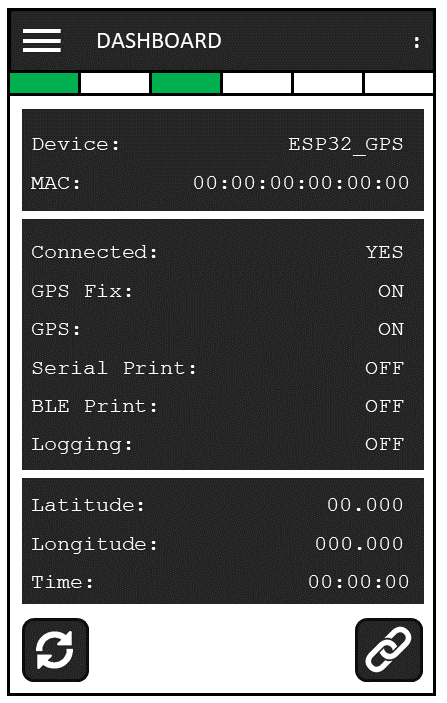 DASHBOARD :
Device: ESP32_GPS
MAC: 00:00:00:00:00:00
Connected: YES
GPS Fix: ON
GPS: ON
Serial Print: OFF
BLE Print: OFF
Logging: OFF
Latitude: 00.000
Longitude: 000.000
Time: 00:00:00